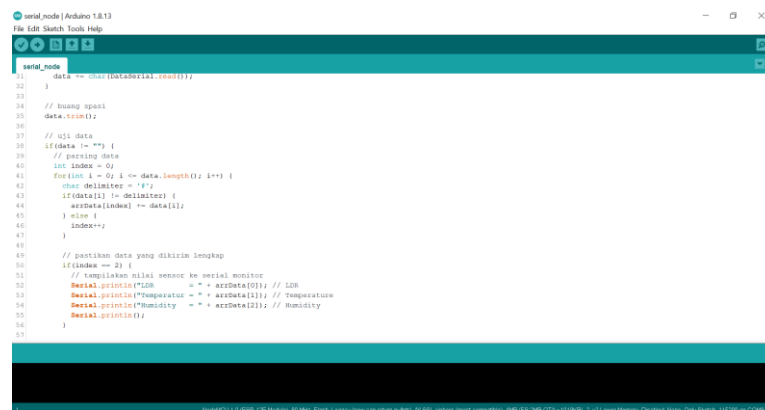 serial_node | Arduino 1.8.13
File Edit Sketch Tools Help
serial_node
31 data += char(DataSerial.read());
32 }
33
34 // buang spasi
35 data.trim();
36
37 // uji data
38 if(data != "") {
39 // parsing data
40 int index = 0;
41 for(int i = 0; i <= data.length(); i++) {
42 char delimiter = '#';
43 if(data[i] != delimiter) {
44 arrData[index] += data[i];
45 } else {
46 index++;
47 }
48
49 // pastikan data yang dikirim lengkap
50 if(index == 2) {
51 // tampilakan nilai sensor ke serial monitor
52 Serial.println("LDR = " + arrData[0]); // LDR
53 Serial.println("Temperatur = " + arrData[1]); // Temperature
54 Serial.println("Humidity = " + arrData[2]); // Humidity
55 Serial.println();
56 }
57